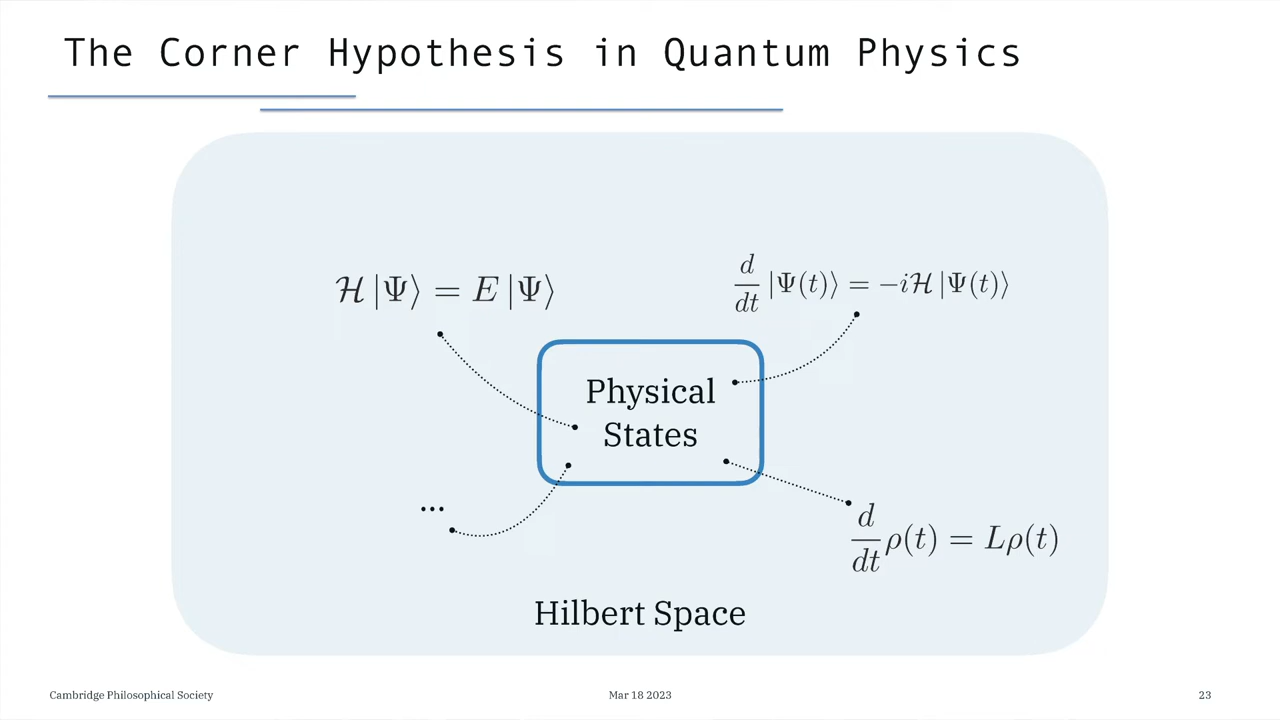 The Corner Hypothesis in Quantum Physics
ℋ |Ψ⟩ = E |Ψ⟩
d/dt |Ψ(t)⟩ = −iℋ |Ψ(t)⟩
Physical
States
...
d/dt ρ(t) = Lρ(t)
Hilbert Space
Cambridge Philosophical Society
Mar 18 2023
23